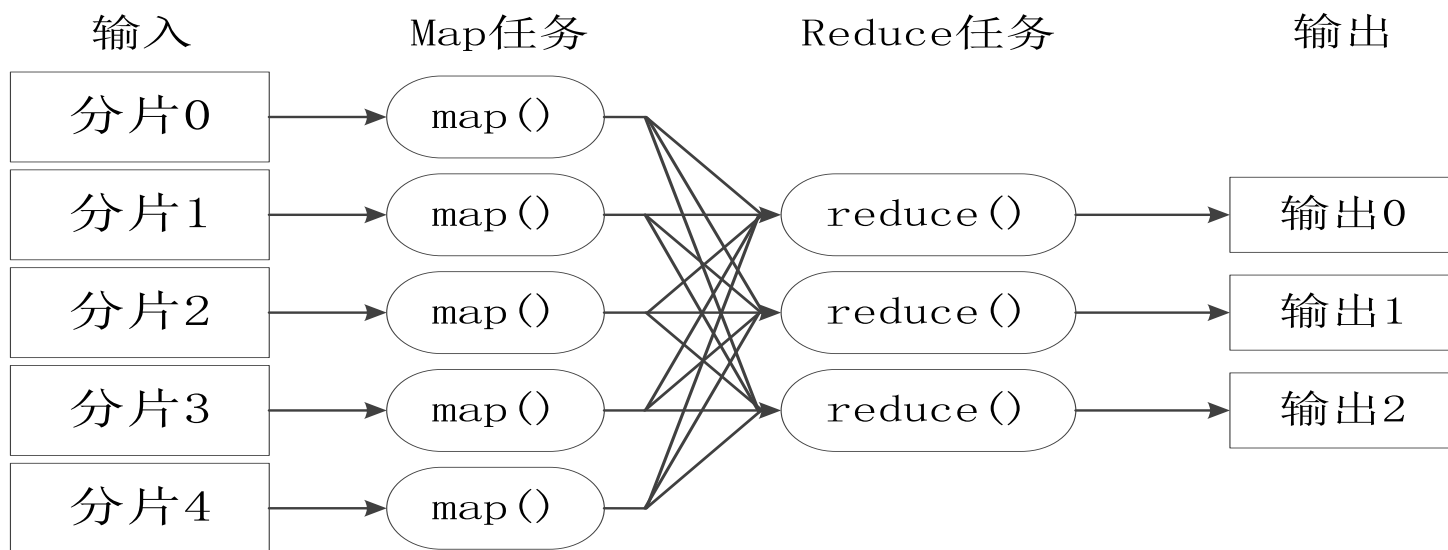 输入 Map任务 Reduce任务 输出
分片0 map()
分片1 map() reduce() 输出0
分片2 map() reduce() 输出1
分片3 map() reduce() 输出2
分片4 map()